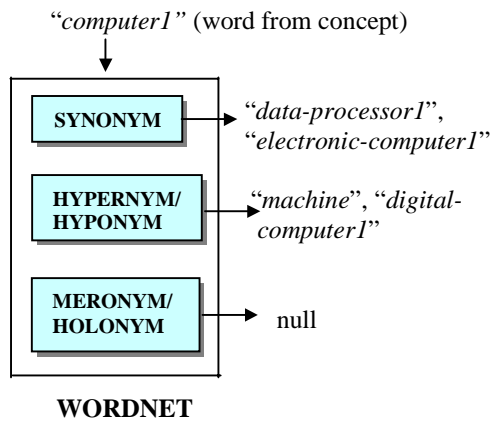 “computer1” (word from concept)
SYNONYM
“data-processor1”,
“electronic-computer1”
HYPERNYM/
HYPONYM
“machine”, “digital-
computer1”
MERONYM/
HOLONYM
null
WORDNET